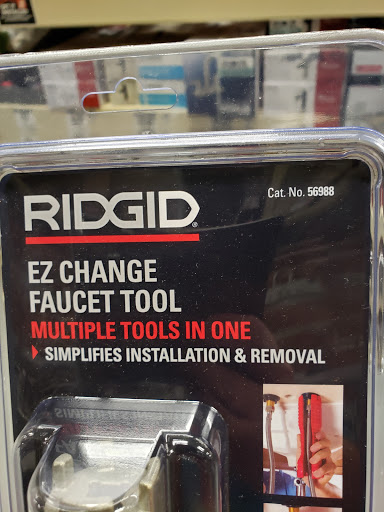 RIDGID
Cat. No. 56988
EZ CHANGE
FAUCET TOOL
MULTIPLE TOOLS IN ONE
SIMPLIFIES INSTALLATION & REMOVAL